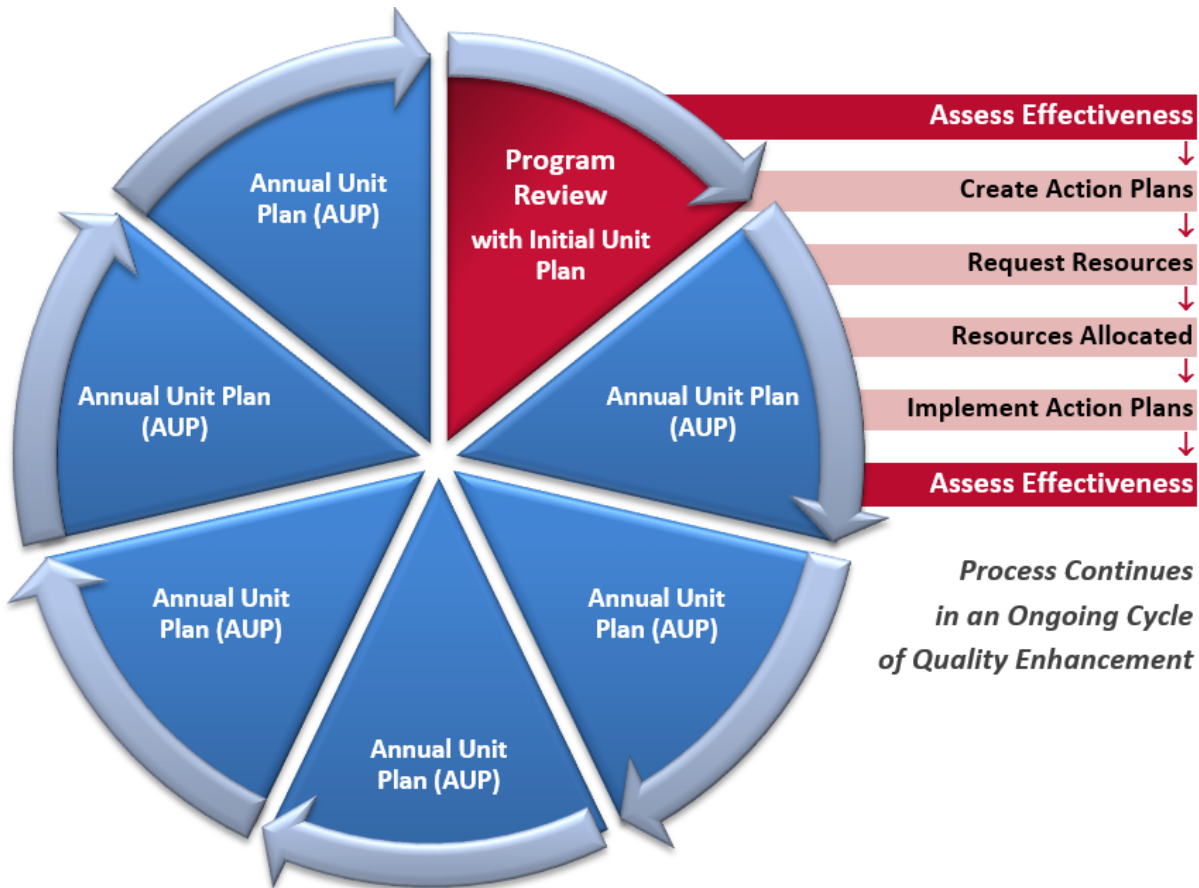 Program
Review
with Initial Unit
Plan
Annual Unit Plan
(AUP)
Annual Unit
Plan (AUP)
Annual Unit
Plan (AUP)
Annual Unit
Plan (AUP)
Annual Unit Plan
(AUP)
Annual Unit
Plan (AUP)
Assess Effectiveness
↓
Create Action Plans
↓
Request Resources
↓
Resources Allocated
↓
Implement Action Plans
↓
Assess Effectiveness
Process Continues
in an Ongoing Cycle
of Quality Enhancement